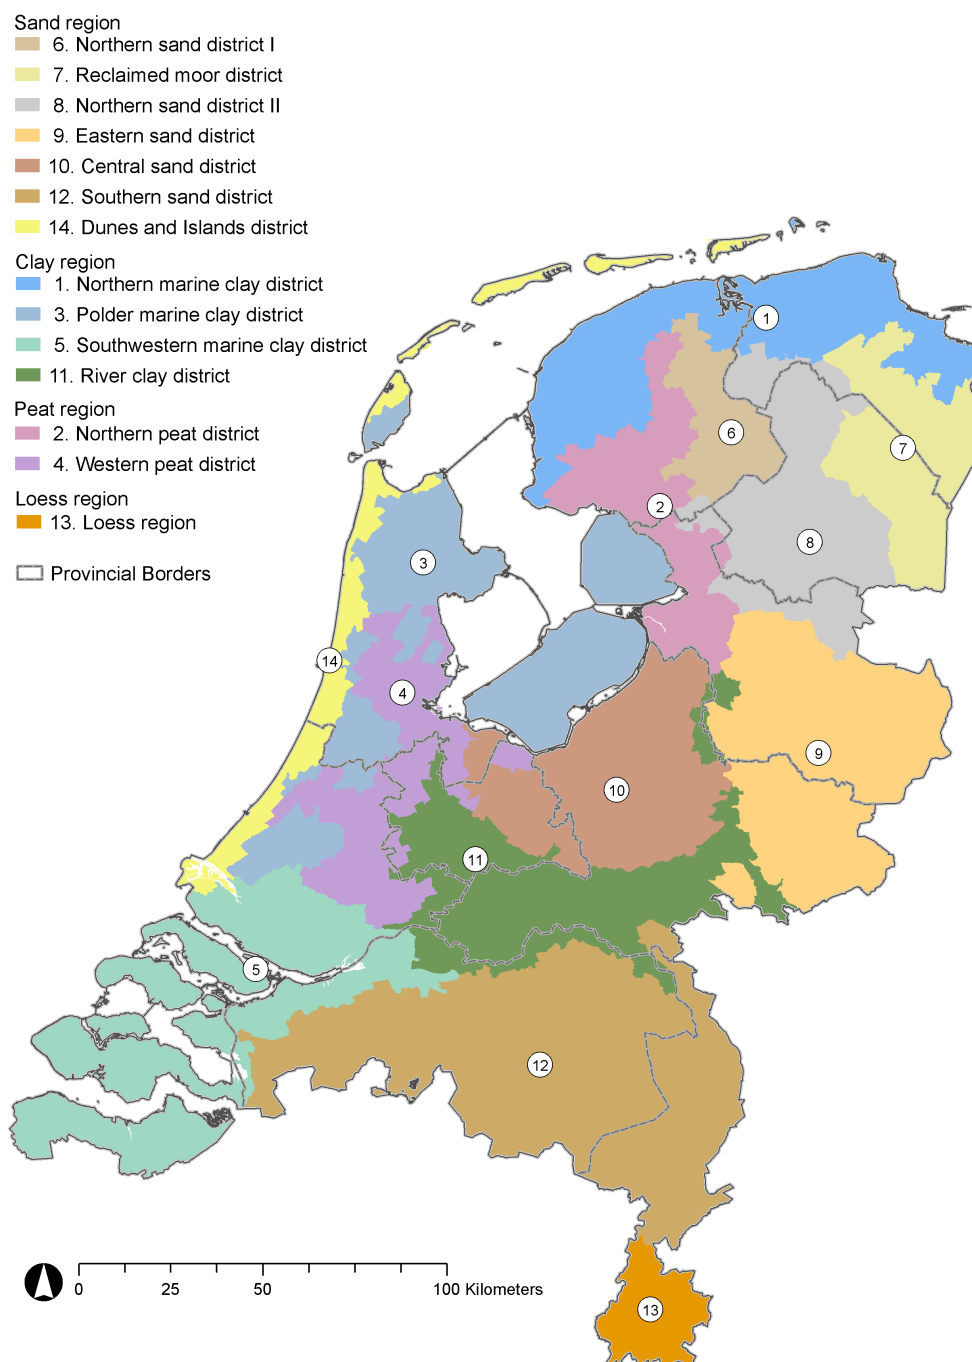 Sand region
6. Northern sand district I
7. Reclaimed moor district
8. Northern sand district II
9. Eastern sand district
10. Central sand district
12. Southern sand district
14. Dunes and Islands district
Clay region
1. Northern marine clay district
3. Polder marine clay district
5. Southwestern marine clay district
11. River clay district
Peat region
2. Northern peat district
4. Western peat district
Loess region
13. Loess region
Provincial Borders
1
6
7
2
8
3
14
4
9
10
11
5
12
13
0 25 50 100 Kilometers